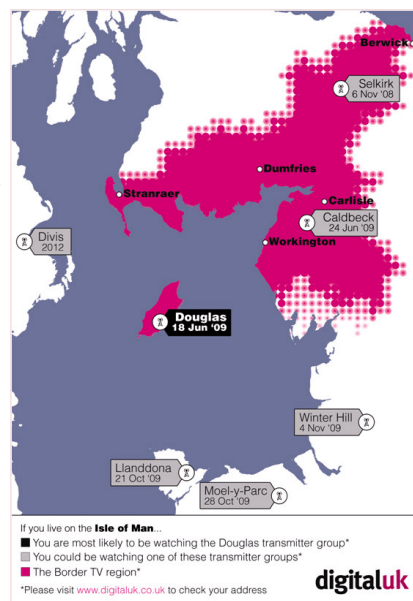 Berwick
Selkirk
6 Nov '08
Dumfries
Stranraer
Carlisle
Caldbeck
24 Jun '09
Divis
2012
Workington
Douglas
18 Jun '09
Winter Hill
4 Nov '09
Llanddona
21 Oct '09
Moel-y-Parc
28 Oct '09
If you live on the Isle of Man...
You are most likely to be watching the Douglas transmitter group*
You could be watching one of these transmitter groups*
The Border TV region*
*Please visit www.digitaluk.co.uk to check your address
digitaluk